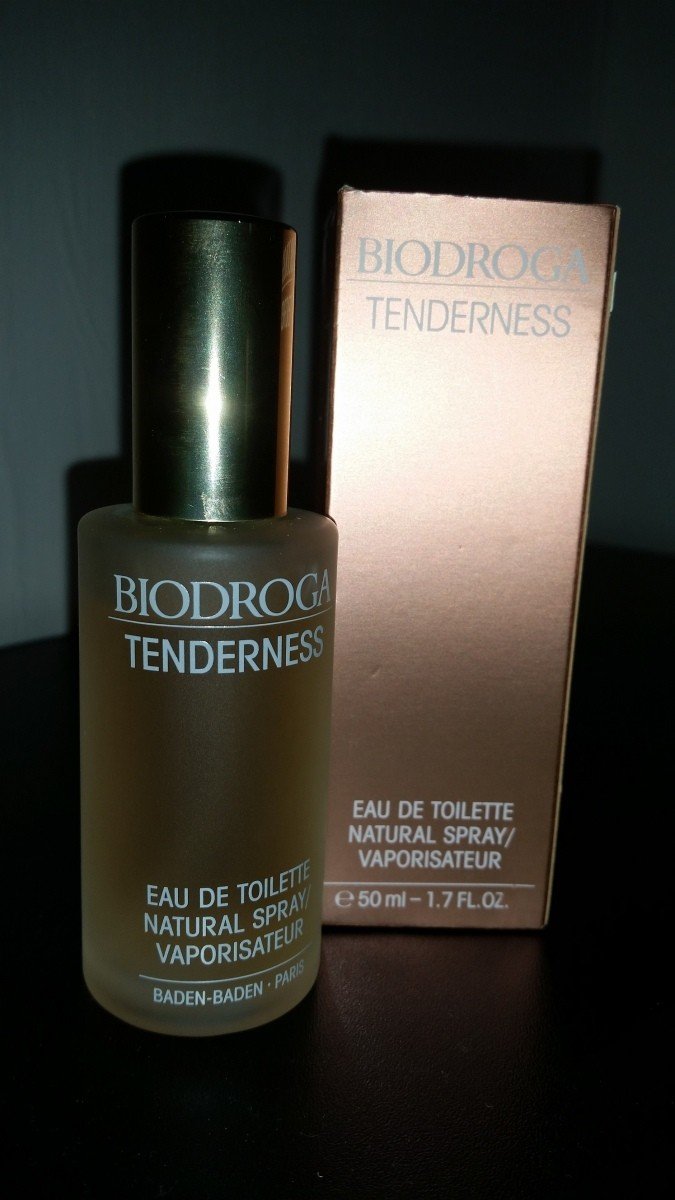 BIODROGA
TENDERNESS
EAU DE TOILETTE
NATURAL SPRAY/
VAPORISATEUR
BADEN-BADEN · PARIS
BIODROGA
TENDERNESS
EAU DE TOILETTE
NATURAL SPRAY/
VAPORISATEUR
℮ 50 ml – 1.7 FL.OZ.